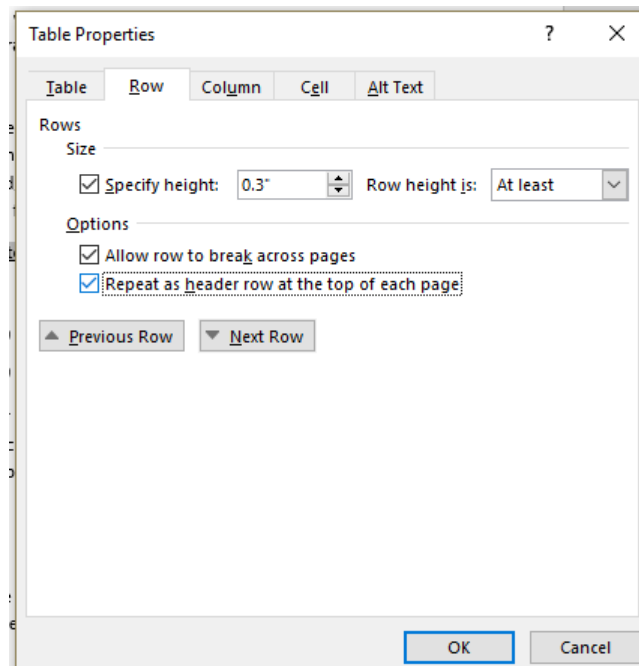 Table Properties ? X
Table Row Column Cell Alt Text
Rows
Size
Specify height: 0.3" Row height is: At least
Options
Allow row to break across pages
Repeat as header row at the top of each page
Previous Row Next Row
OK Cancel